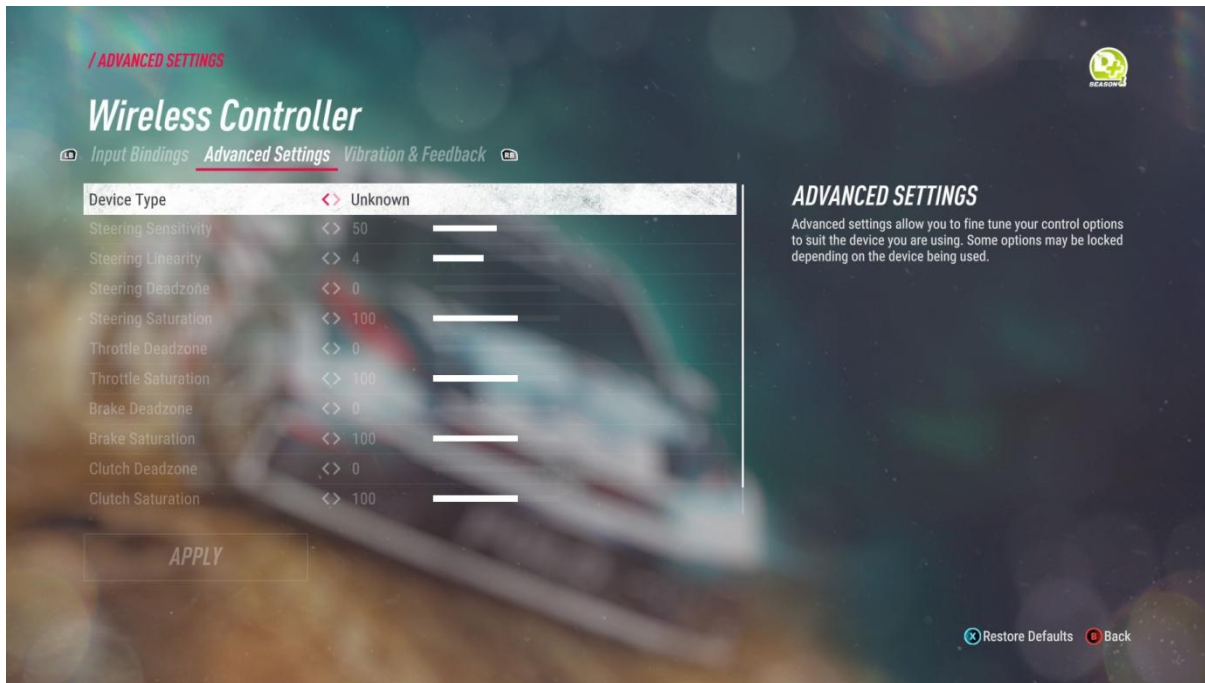 / ADVANCED SETTINGS
D+
SEASON 4
Wireless Controller
LB Input Bindings Advanced Settings Vibration & Feedback RB
Device Type Unknown
Steering Sensitivity 50
Steering Linearity 4
Steering Deadzone 0
Steering Saturation 100
Throttle Deadzone 0
Throttle Saturation 100
Brake Deadzone 0
Brake Saturation 100
Clutch Deadzone 0
Clutch Saturation 100
APPLY
ADVANCED SETTINGS
Advanced settings allow you to fine tune your control options
to suit the device you are using. Some options may be locked
depending on the device being used.
X Restore Defaults B Back